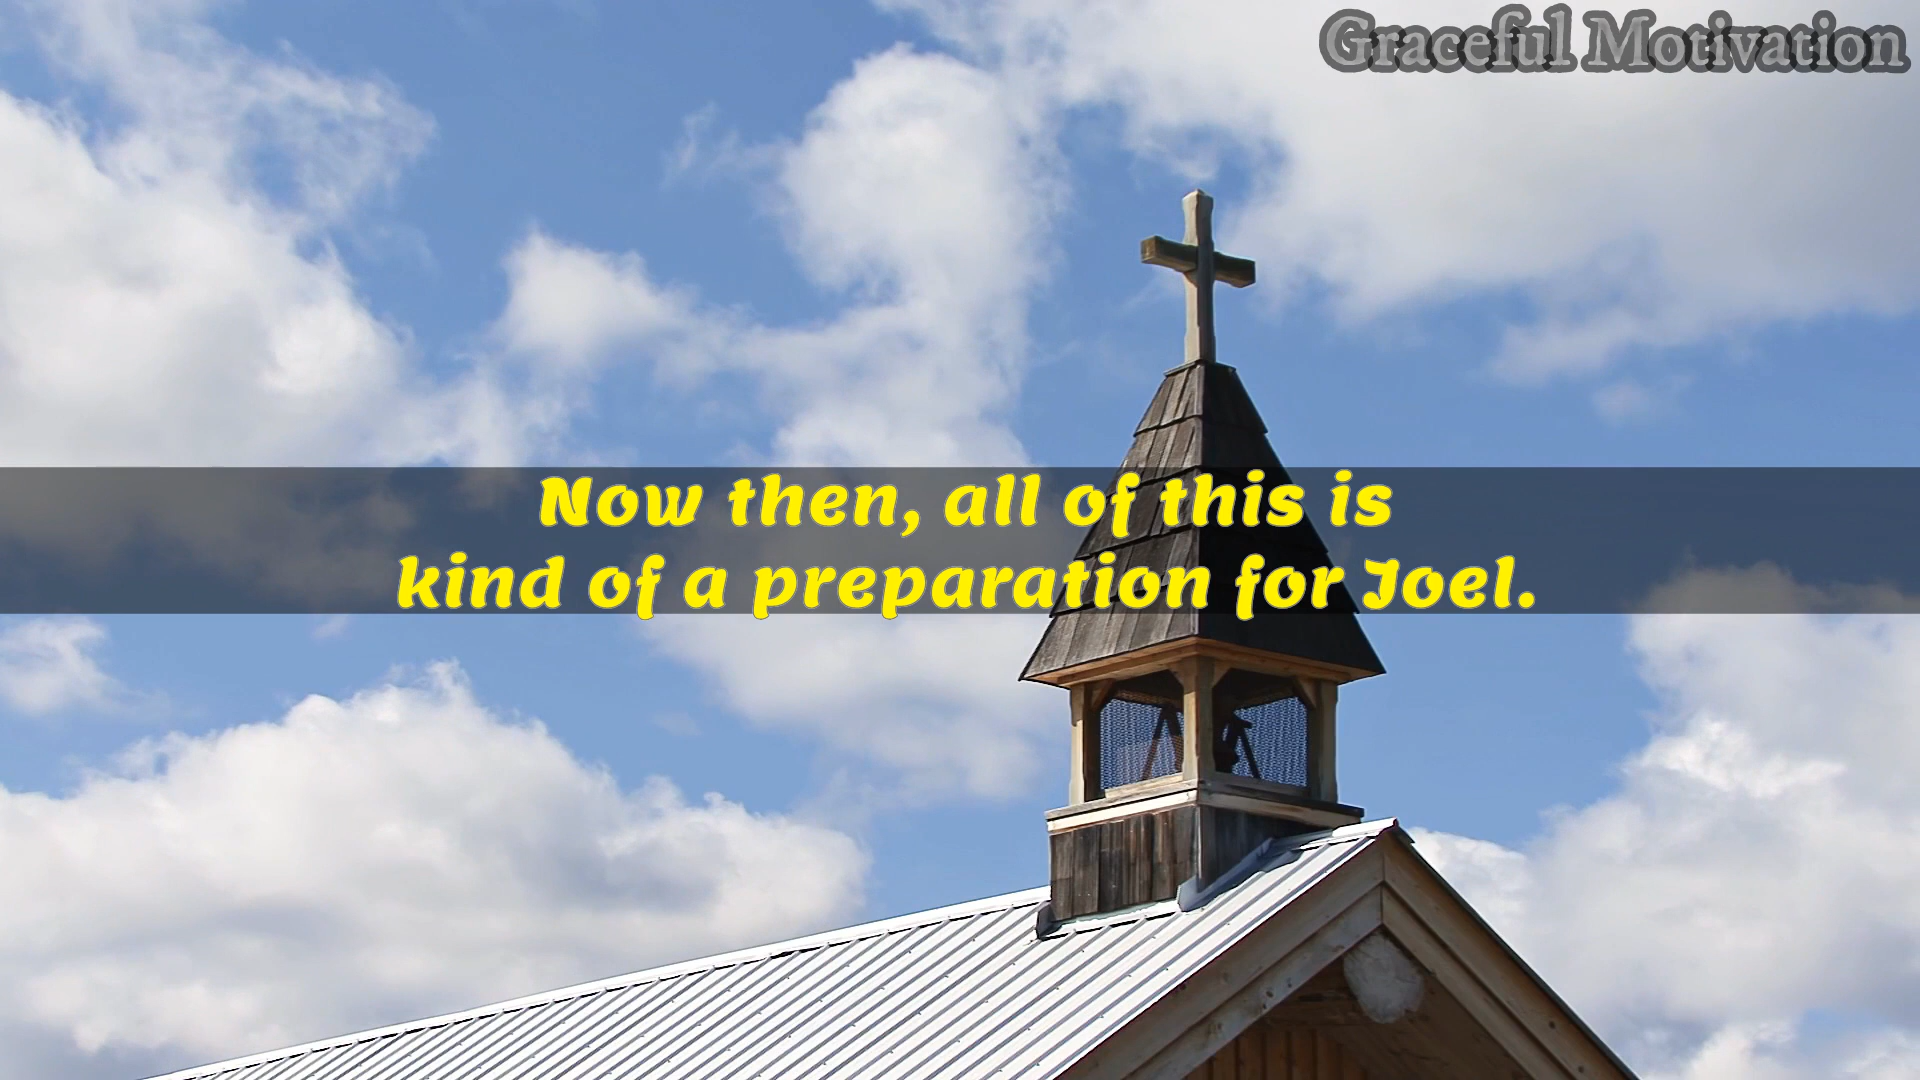 Graceful Motivation
Now then, all of this is
kind of a preparation for Joel.